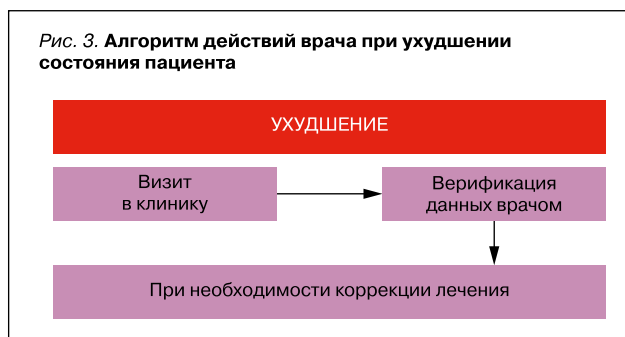 Рис. 3. Алгоритм действий врача при ухудшении
состояния пациента
УХУДШЕНИЕ
Визит
в клинику
Верификация
данных врачом
При необходимости коррекции лечения